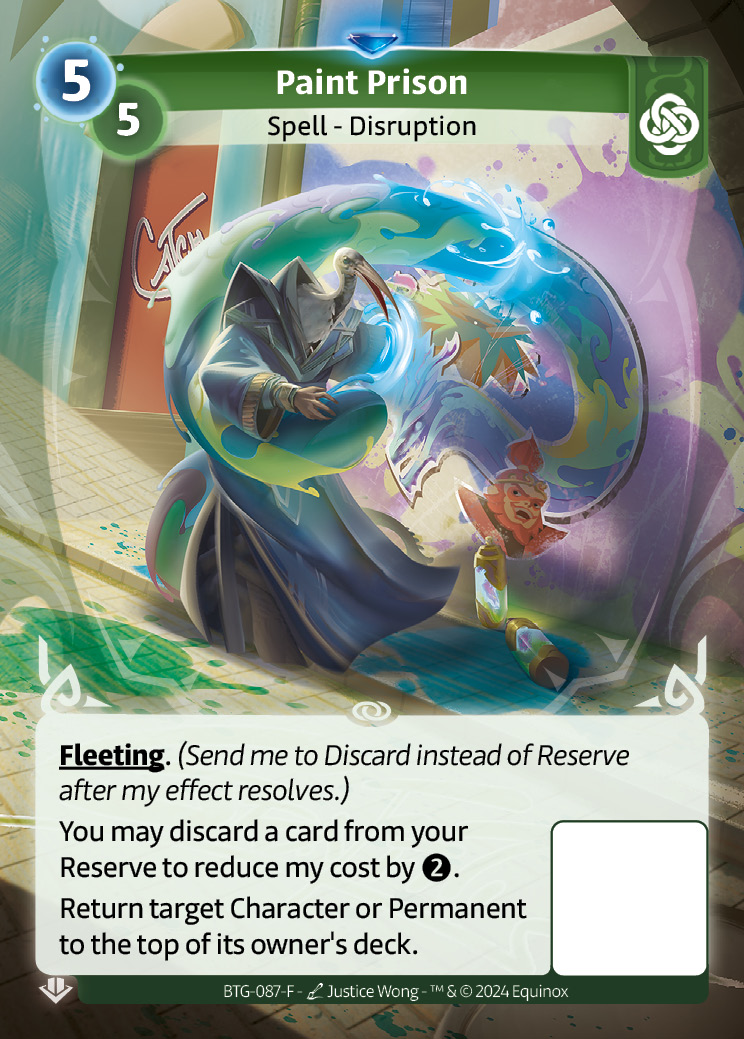 5
Paint Prison
5
Spell - Disruption
CATCH
Fleeting. (Send me to Discard instead of Reserve
after my effect resolves.)
You may discard a card from your
Reserve to reduce my cost by 2.
Return target Character or Permanent
to the top of its owner's deck.
BTG-087-F - Justice Wong - ™ & © 2024 Equinox